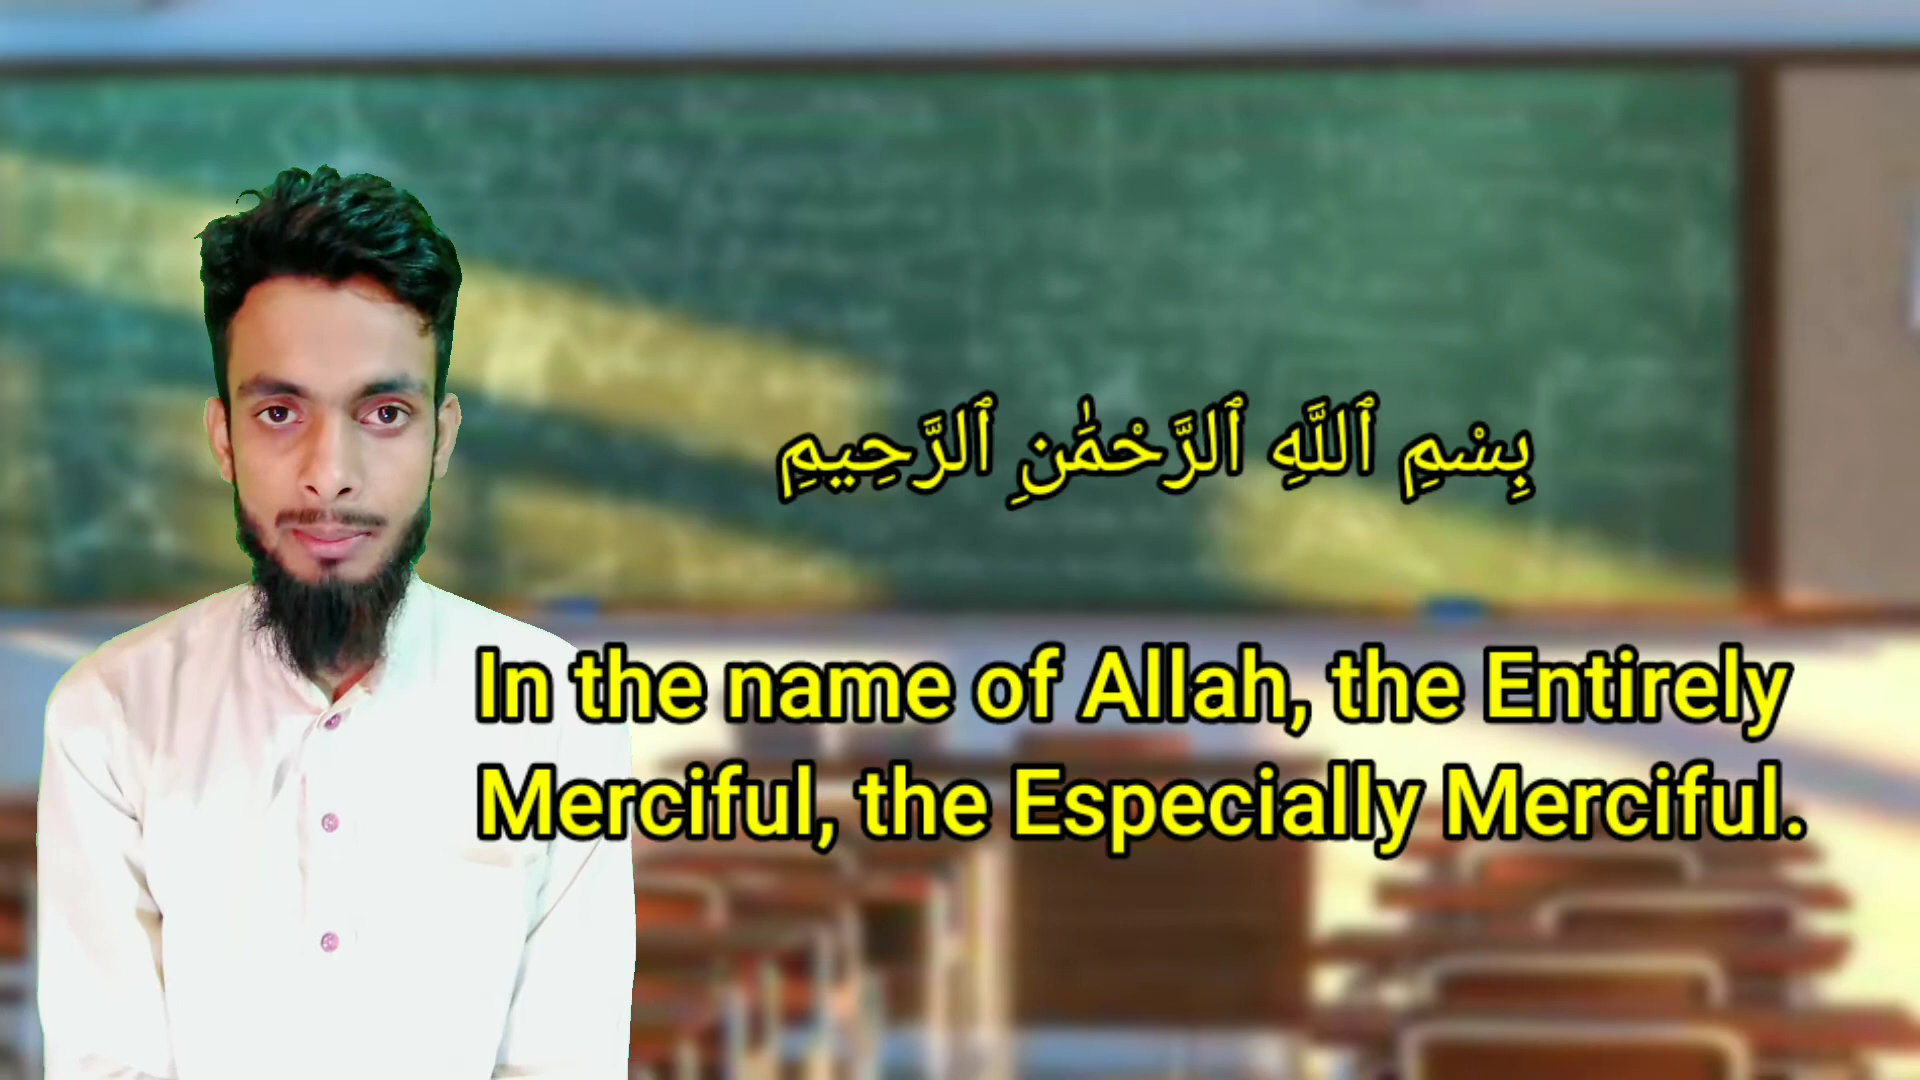 بِسْمِ ٱللَّهِ ٱلرَّحْمَٰنِ ٱلرَّحِيمِ
In the name of Allah, the Entirely
Merciful, the Especially Merciful.